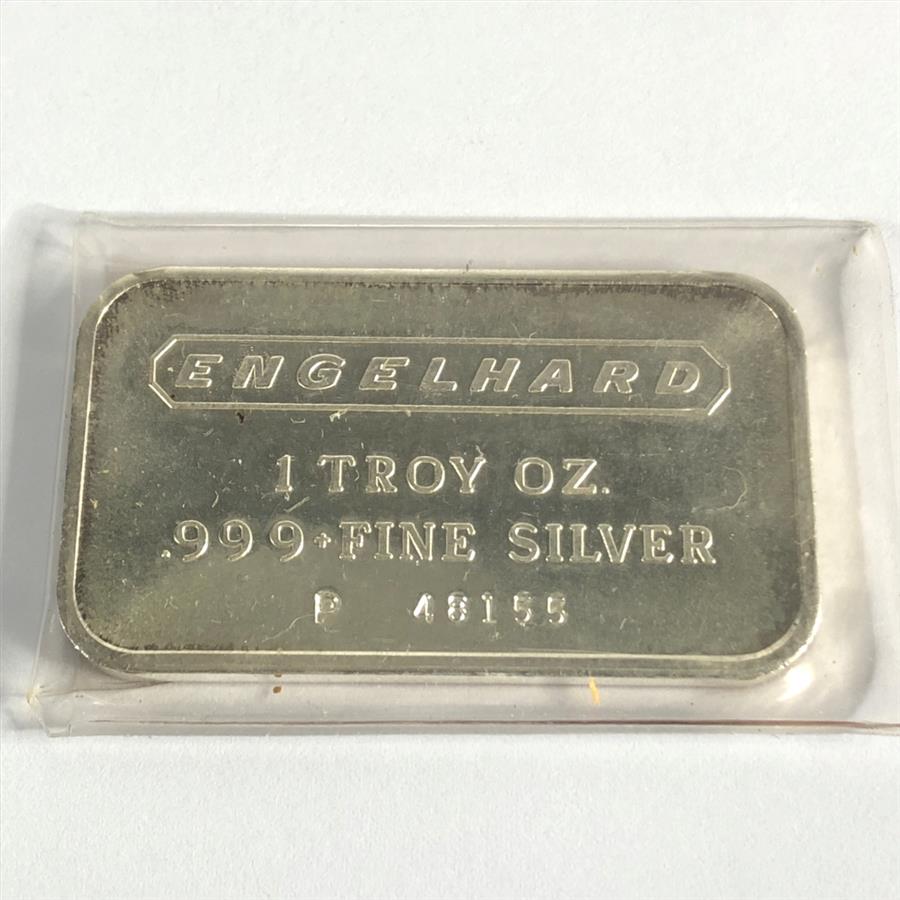 ENGELHARD
1 TROY OZ.
.999+FINE SILVER
P 48155